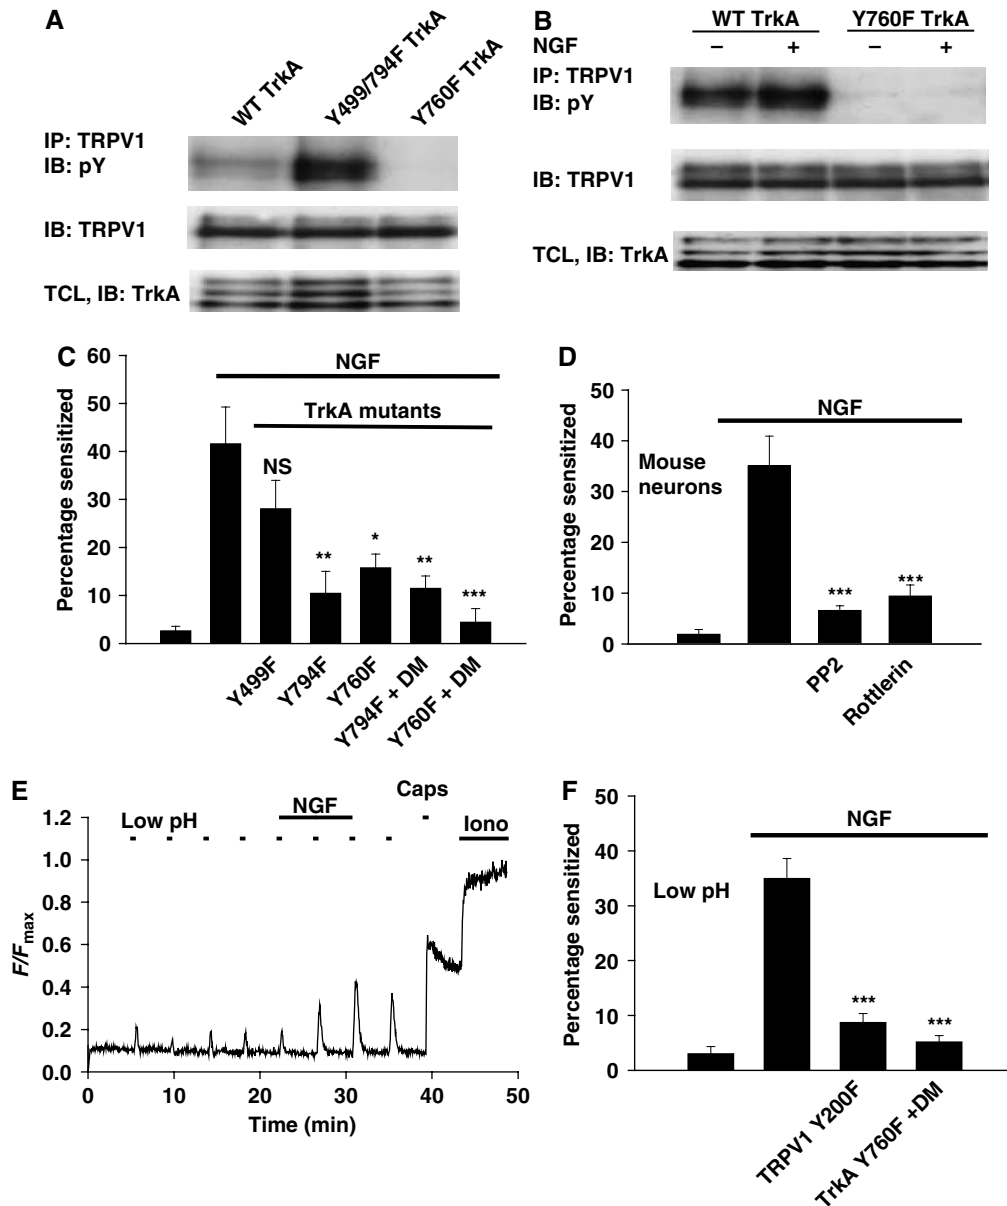 A
WT TrkA
Y499/794F TrkA
Y760F TrkA
IP: TRPV1
IB: pY
IB: TRPV1
TCL, IB: TrkA
B
WT TrkA Y760F TrkA
NGF − + − +
IP: TRPV1
IB: pY
IB: TRPV1
TCL, IB: TrkA
C
Percentage sensitized
60
50
40
30
20
10
0
NGF
TrkA mutants
NS
**
*
**
***
Y499F
Y794F
Y760F
Y794F + DM
Y760F + DM
D
Percentage sensitized
50
40
30
20
10
0
NGF
Mouse
neurons
***
***
PP2
Rottlerin
E
F/Fmax
1.2
1.0
0.8
0.6
0.4
0.2
0.0
Low pH
NGF
Caps
Iono
0 10 20 30 40 50
Time (min)
F
Percentage sensitized
50
40
30
20
10
0
NGF
Low pH
***
***
TRPV1 Y200F
TrkA Y760F +DM